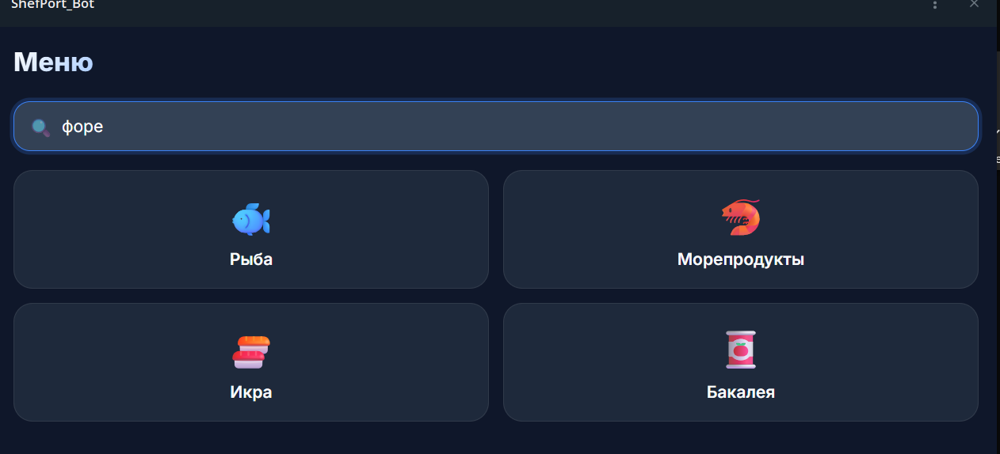 ShefPort_Bot
Меню
форе
Рыба
Морепродукты
Икра
Бакалея